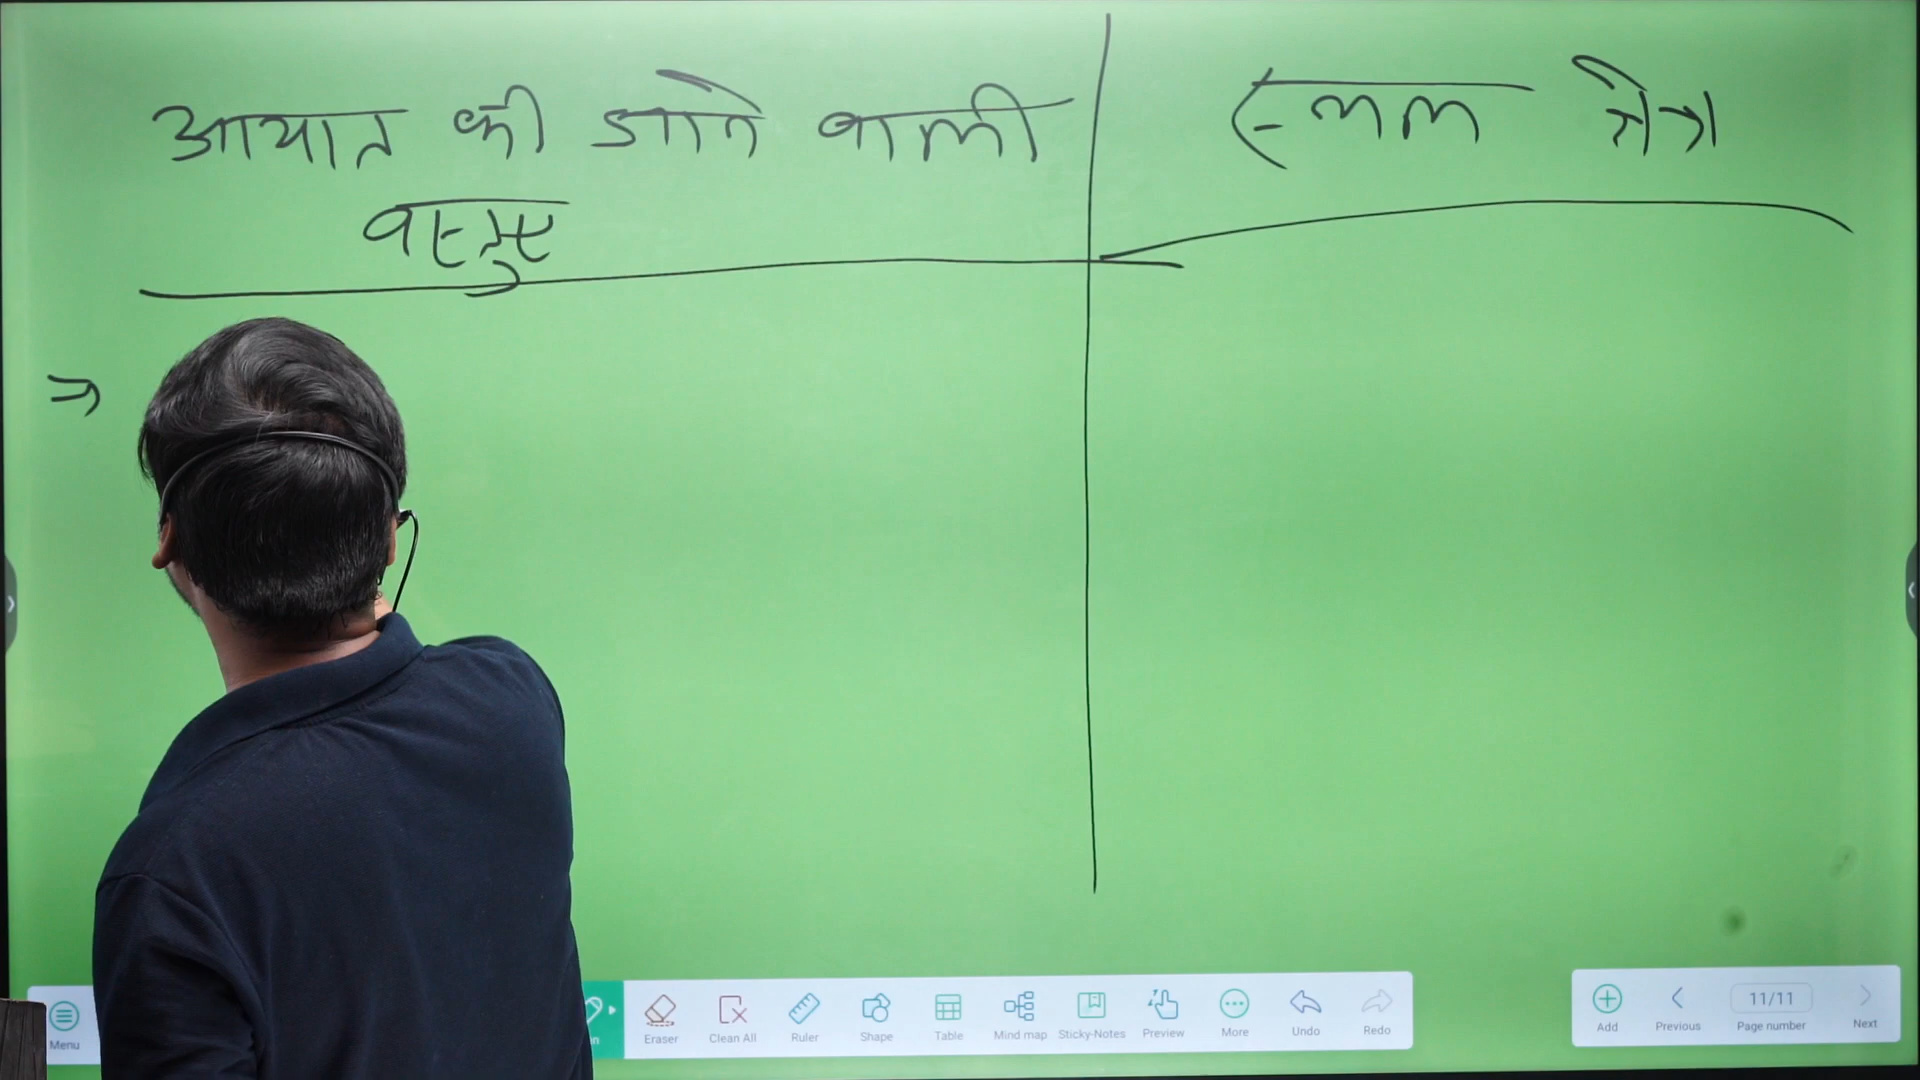 आयात की जाने वाली
वस्तुए
स्थल क्षेत्र
Menu
Eraser
Clean All
Ruler
Shape
Table
Mind map
Sticky-Notes
Preview
More
Undo
Redo
Add
Previous
11/11
Page number
Next